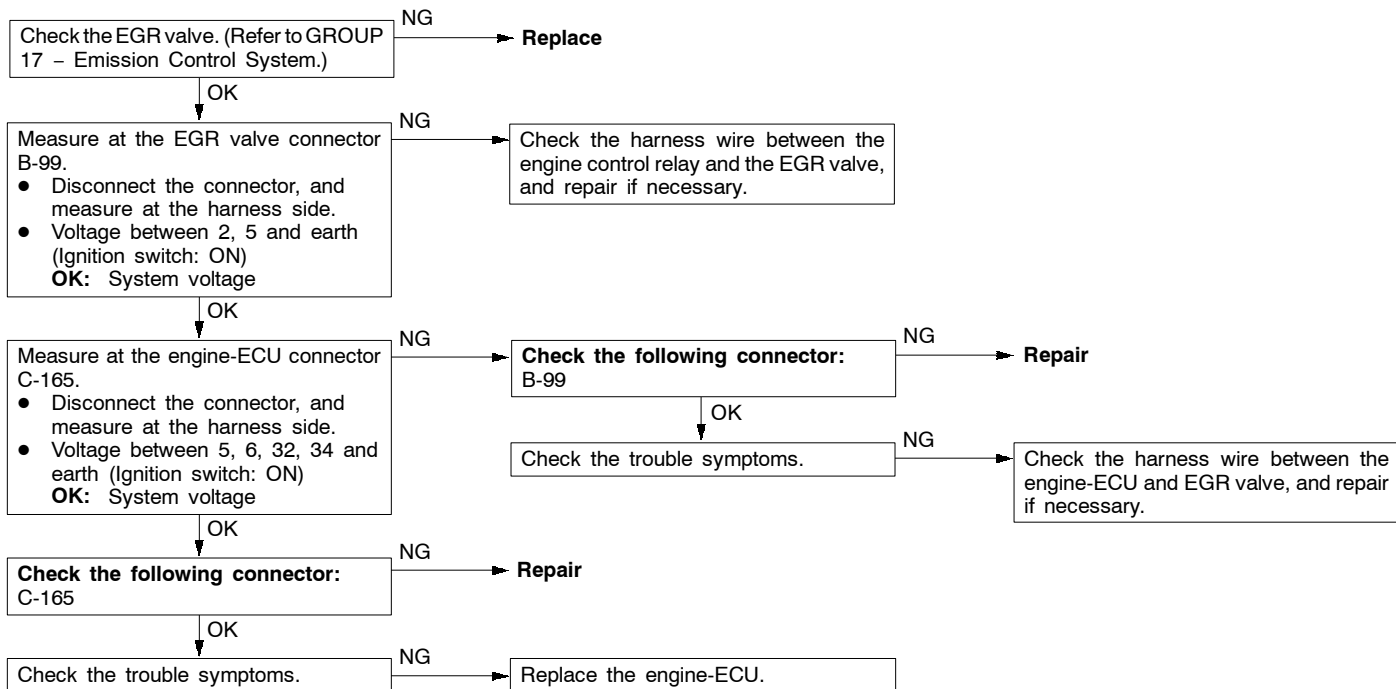 Check the EGR valve. (Refer to GROUP
17 – Emission Control System.)
NG
Replace
OK
Measure at the EGR valve connector
B-99.
● Disconnect the connector, and
measure at the harness side.
● Voltage between 2, 5 and earth
(Ignition switch: ON)
OK: System voltage
NG
Check the harness wire between the
engine control relay and the EGR valve,
and repair if necessary.
OK
Measure at the engine-ECU connector
C-165.
● Disconnect the connector, and
measure at the harness side.
● Voltage between 5, 6, 32, 34 and
earth (Ignition switch: ON)
OK: System voltage
NG
Check the following connector:
B-99
NG
Repair
OK
Check the trouble symptoms.
NG
Check the harness wire between the
engine-ECU and EGR valve, and repair
if necessary.
OK
Check the following connector:
C-165
NG
Repair
OK
Check the trouble symptoms.
NG
Replace the engine-ECU.